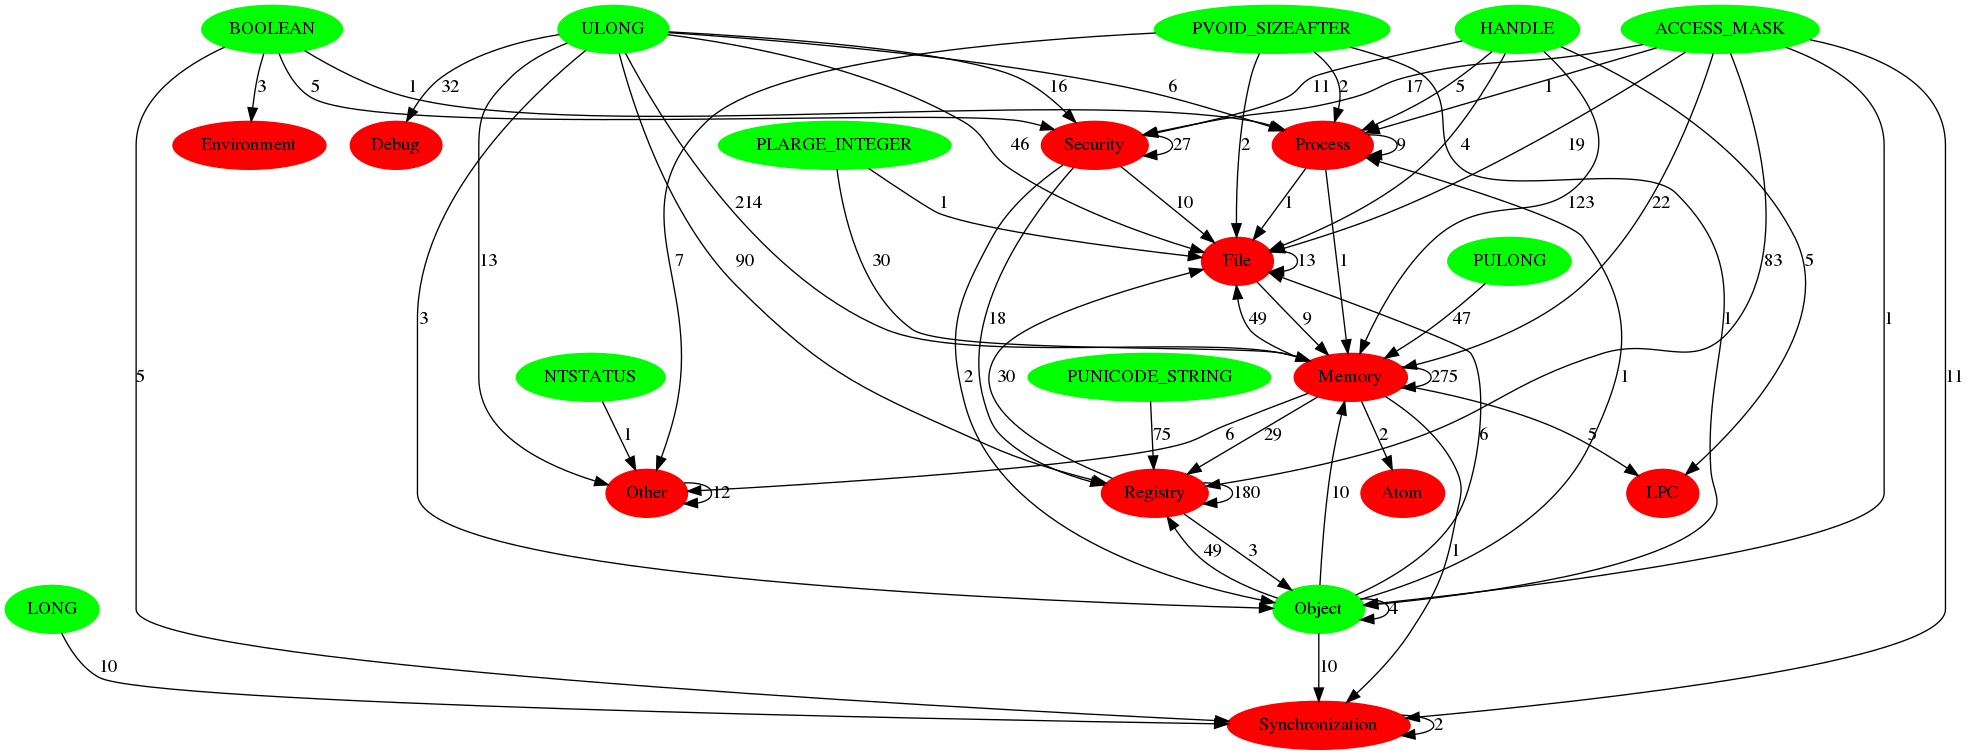 BOOLEAN ULONG PVOID_SIZEAFTER HANDLE ACCESS_MASK
3 5 1 32 16 6 11 2 5 17 1
Environment Debug PLARGE_INTEGER Security 27 Process 9
46 2 4 19
214 1 10 1 123 22
13 90 7 30 File 13 1 PULONG 83 5
3 18 49 9 47 1 1
5 NTSTATUS 30 2 PUNICODE_STRING Memory 275 1 11
1 75 6 29 2 6 5
Other 12 Registry 180 10 Atom LPC
49 3 1
LONG Object 4
10 10
Synchronization 2